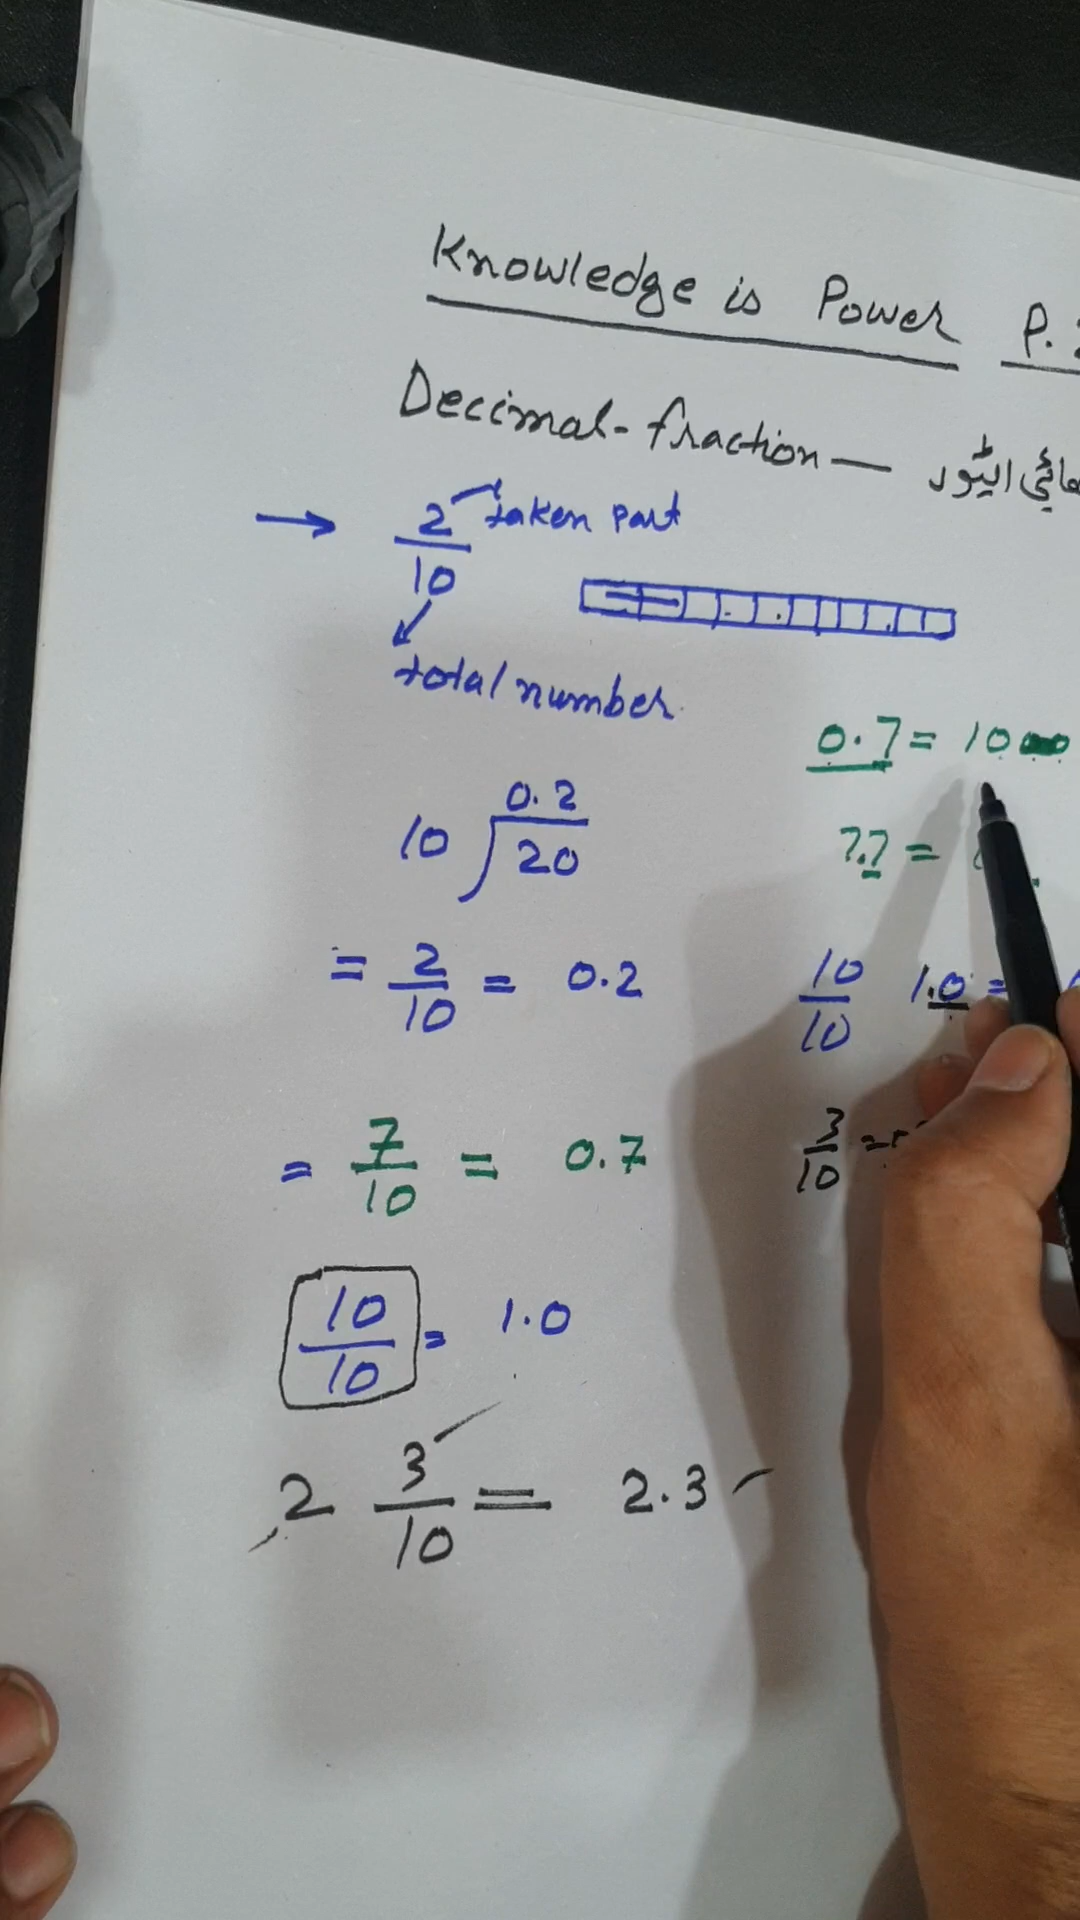 Knowledge is Power P.
Decimal-fraction —
→ 2/10 taken part
total number
0.7 = 10
0.2
10 20
7.7 =
= 2/10 = 0.2
10/10 1.0 =
= 7/10 = 0.7
3/10 =
10/10 = 1.0
2 3/10 = 2.3